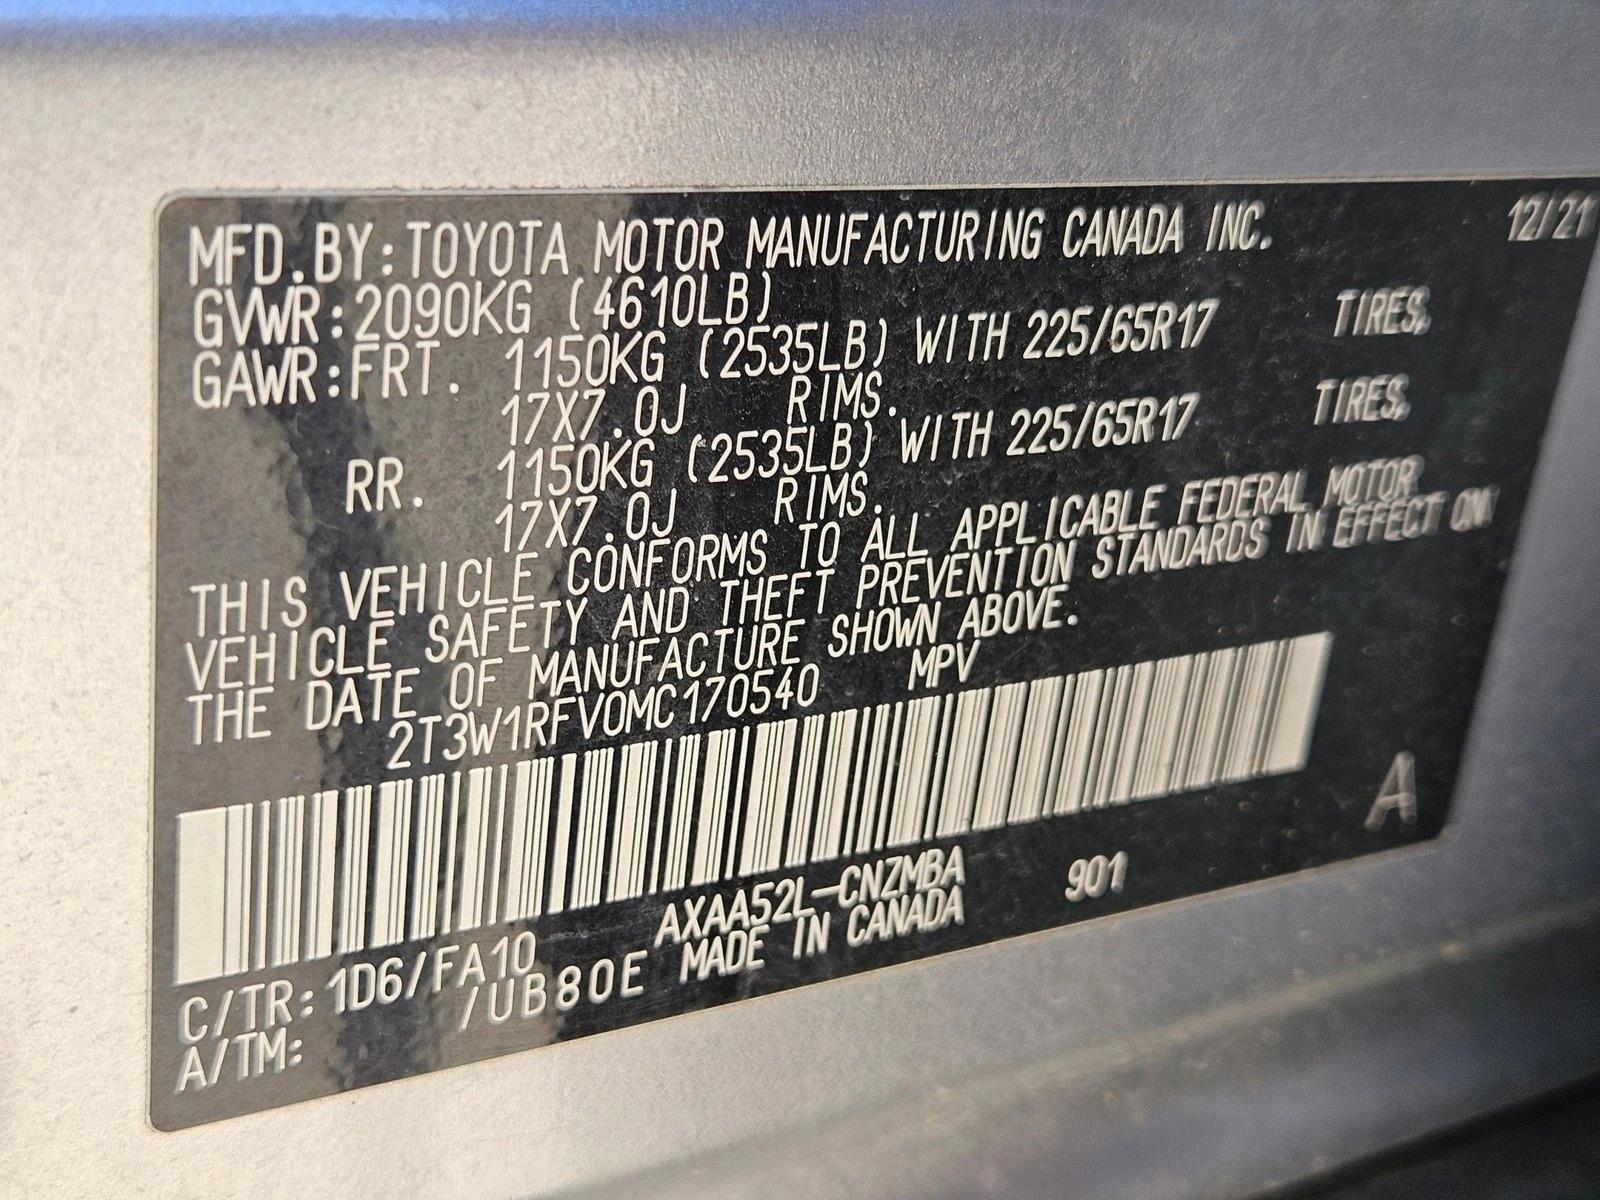 MFD.BY:TOYOTA MOTOR MANUFACTURING CANADA INC. 12/21
GVWR:2090KG (4610LB)
GAWR:FRT. 1150KG (2535LB) WITH 225/65R17 TIRES,
17X7.0J RIMS.
RR. 1150KG (2535LB) WITH 225/65R17 TIRES,
17X7.0J RIMS.
THIS VEHICLE CONFORMS TO ALL APPLICABLE FEDERAL MOTOR
VEHICLE SAFETY AND THEFT PREVENTION STANDARDS IN EFFECT ON
THE DATE OF MANUFACTURE SHOWN ABOVE.
2T3W1RFV0MC170540 MPV
A
C/TR:1D6/FA10 AXAA52L-CNZMBA 901
A/TM: /UB80E MADE IN CANADA